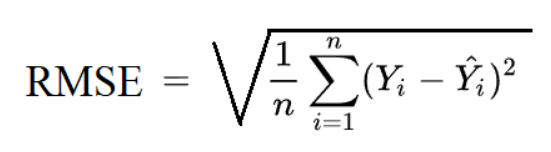 RMSE = √(1/n ∑_{i=1}^{n} (Y_i − Ŷ_i)²)